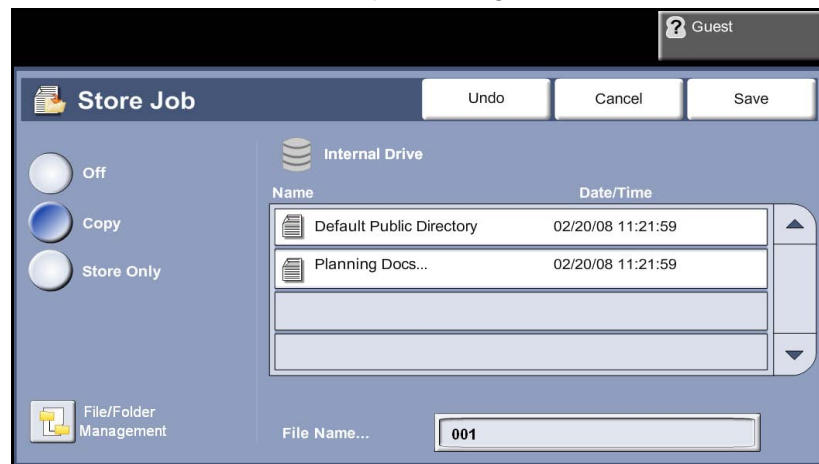 ? Guest
Store Job
Undo
Cancel
Save
Off
Copy
Store Only
Internal Drive
Name Date/Time
Default Public Directory 02/20/08 11:21:59
Planning Docs... 02/20/08 11:21:59
File/Folder
Management
File Name... 001